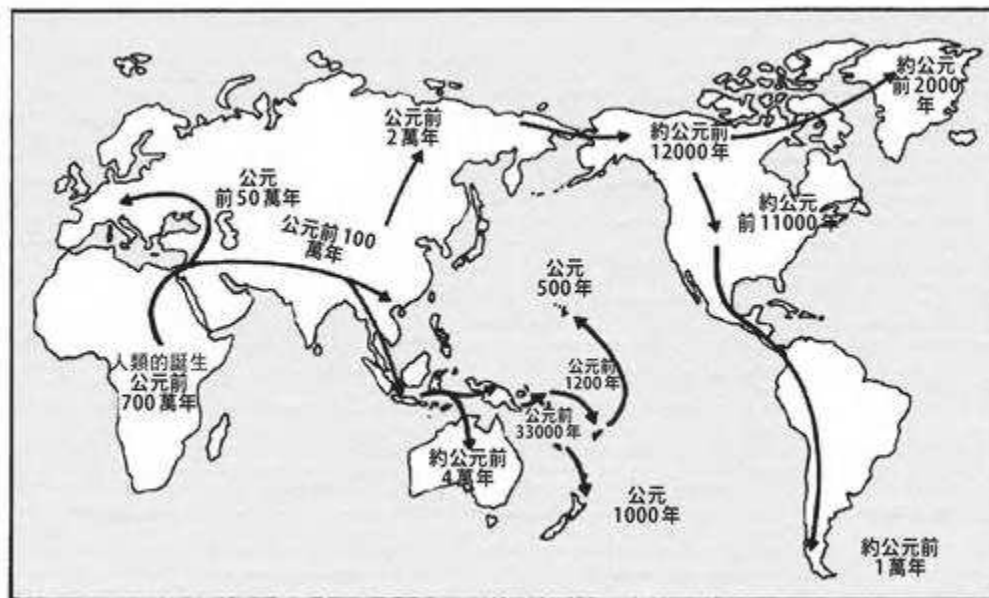 約公元
前2000
年
公元前
2萬年
約公元前
12000年
公元
前50萬年
約公元
前11000年
公元前100
萬年
公元
500年
人類的誕生
公元前
700萬年
公元前
1200年
公元前
33000年
約公元前
4萬年
公元
1000年
約公元前
1萬年